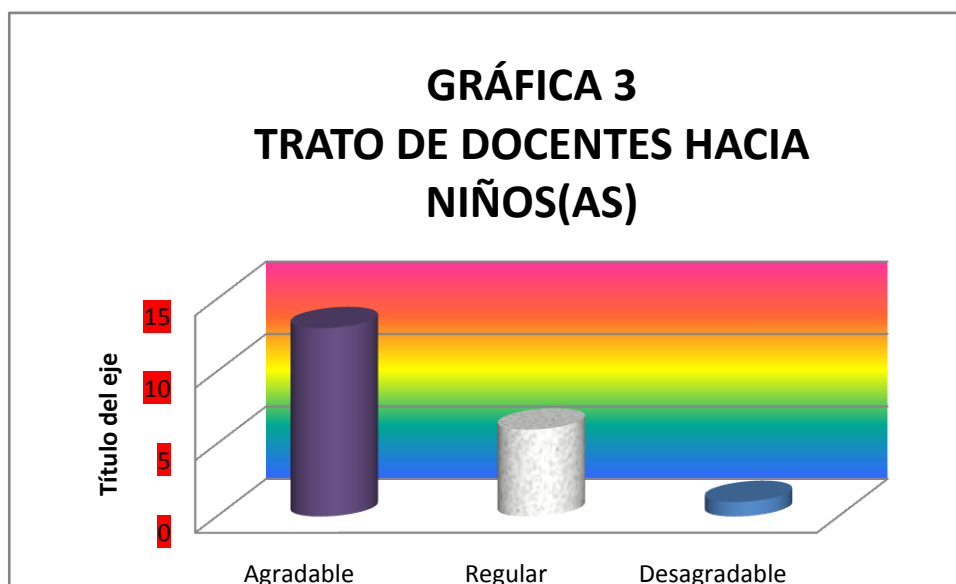 GRÁFICA 3
TRATO DE DOCENTES HACIA
NIÑOS(AS)
15
10
5
0
Título del eje
Agradable Regular Desagradable